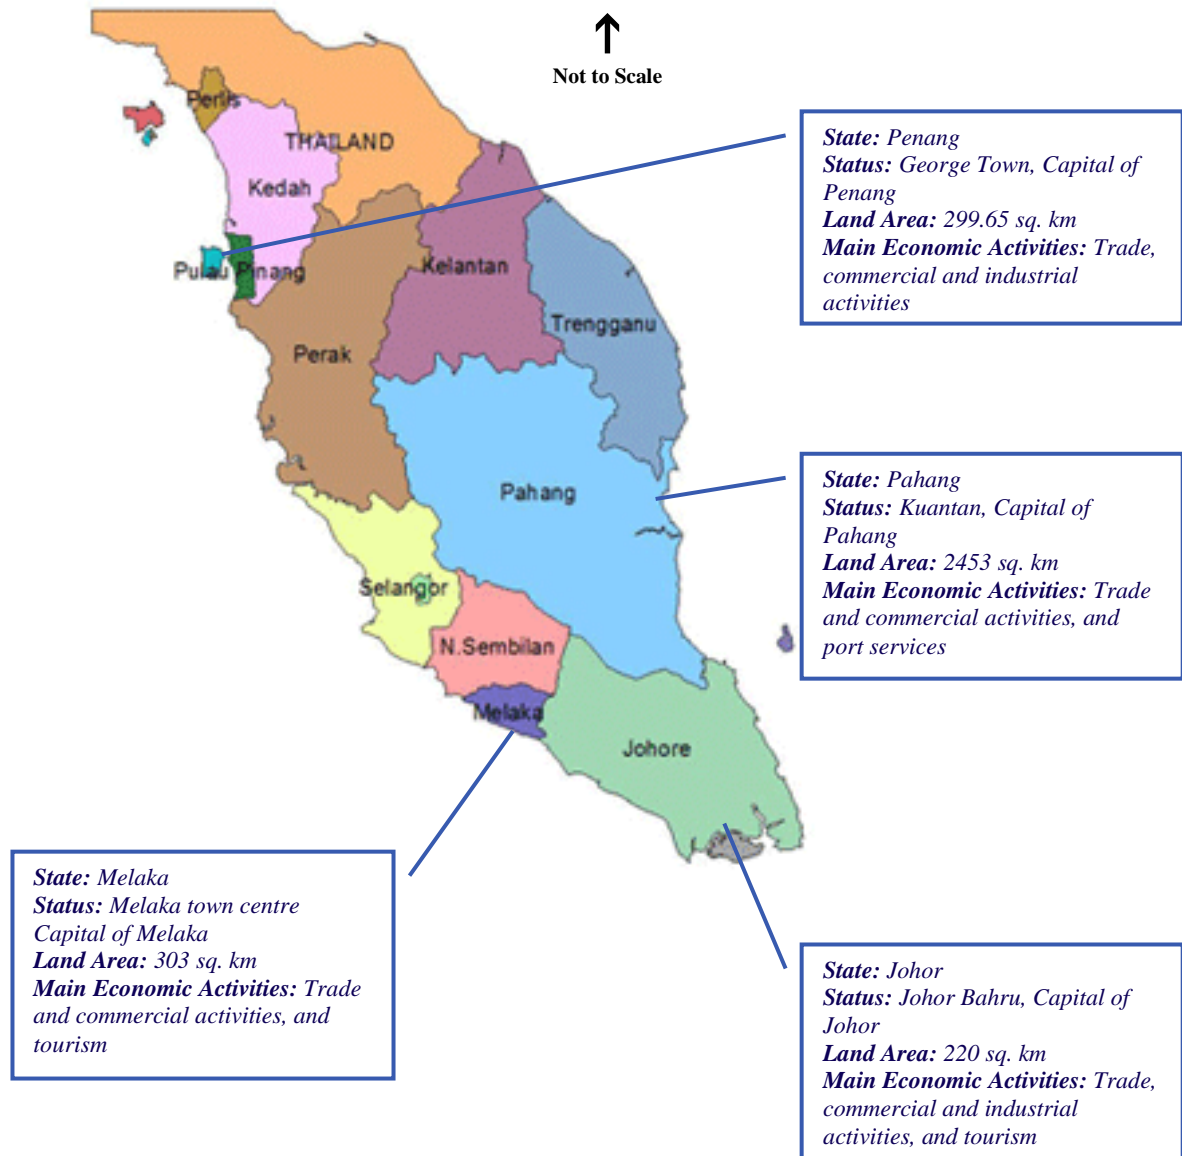 ↑
Not to Scale
Perlis
THAILAND
Kedah
Pulau Pinang
Kelantan
Trengganu
Perak
Pahang
Selangor
N.Sembilan
Melaka
Johore
State: Penang
Status: George Town, Capital of
Penang
Land Area: 299.65 sq. km
Main Economic Activities: Trade,
commercial and industrial
activities
State: Pahang
Status: Kuantan, Capital of
Pahang
Land Area: 2453 sq. km
Main Economic Activities: Trade
and commercial activities, and
port services
State: Melaka
Status: Melaka town centre
Capital of Melaka
Land Area: 303 sq. km
Main Economic Activities: Trade
and commercial activities, and
tourism
State: Johor
Status: Johor Bahru, Capital of
Johor
Land Area: 220 sq. km
Main Economic Activities: Trade,
commercial and industrial
activities, and tourism